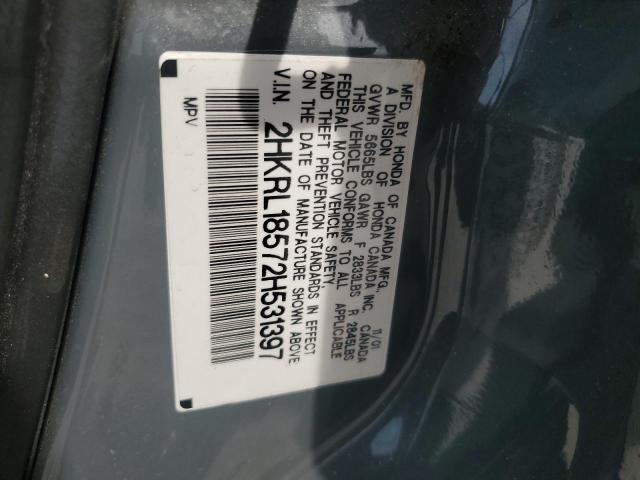 MFD. BY HONDA OF CANADA MFG., 11/01
A DIVISION OF HONDA CANADA INC, CANADA
GVWR 5665LBS GAWR F 2833LBS R 2845LBS
THIS VEHICLE CONFORMS TO ALL APPLICABLE
FEDERAL MOTOR VEHICLE SAFETY
AND THEFT PREVENTION STANDARDS IN EFFECT
ON THE DATE OF MANUFACTURE SHOWN ABOVE
V.I.N. 2HKRL18572H531397
MPV